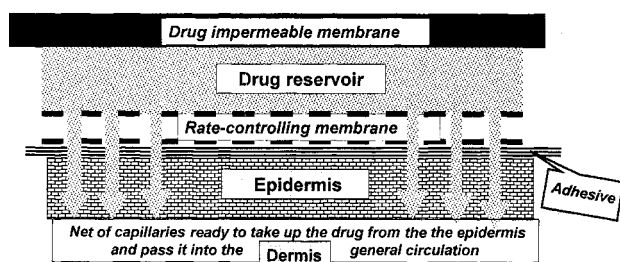 Drug impermeable membrane
Drug reservoir
Rate-controlling membrane
Epidermis
Adhesive
Net of capillaries ready to take up the drug from the the epidermis
and pass it into the general circulation
Dermis